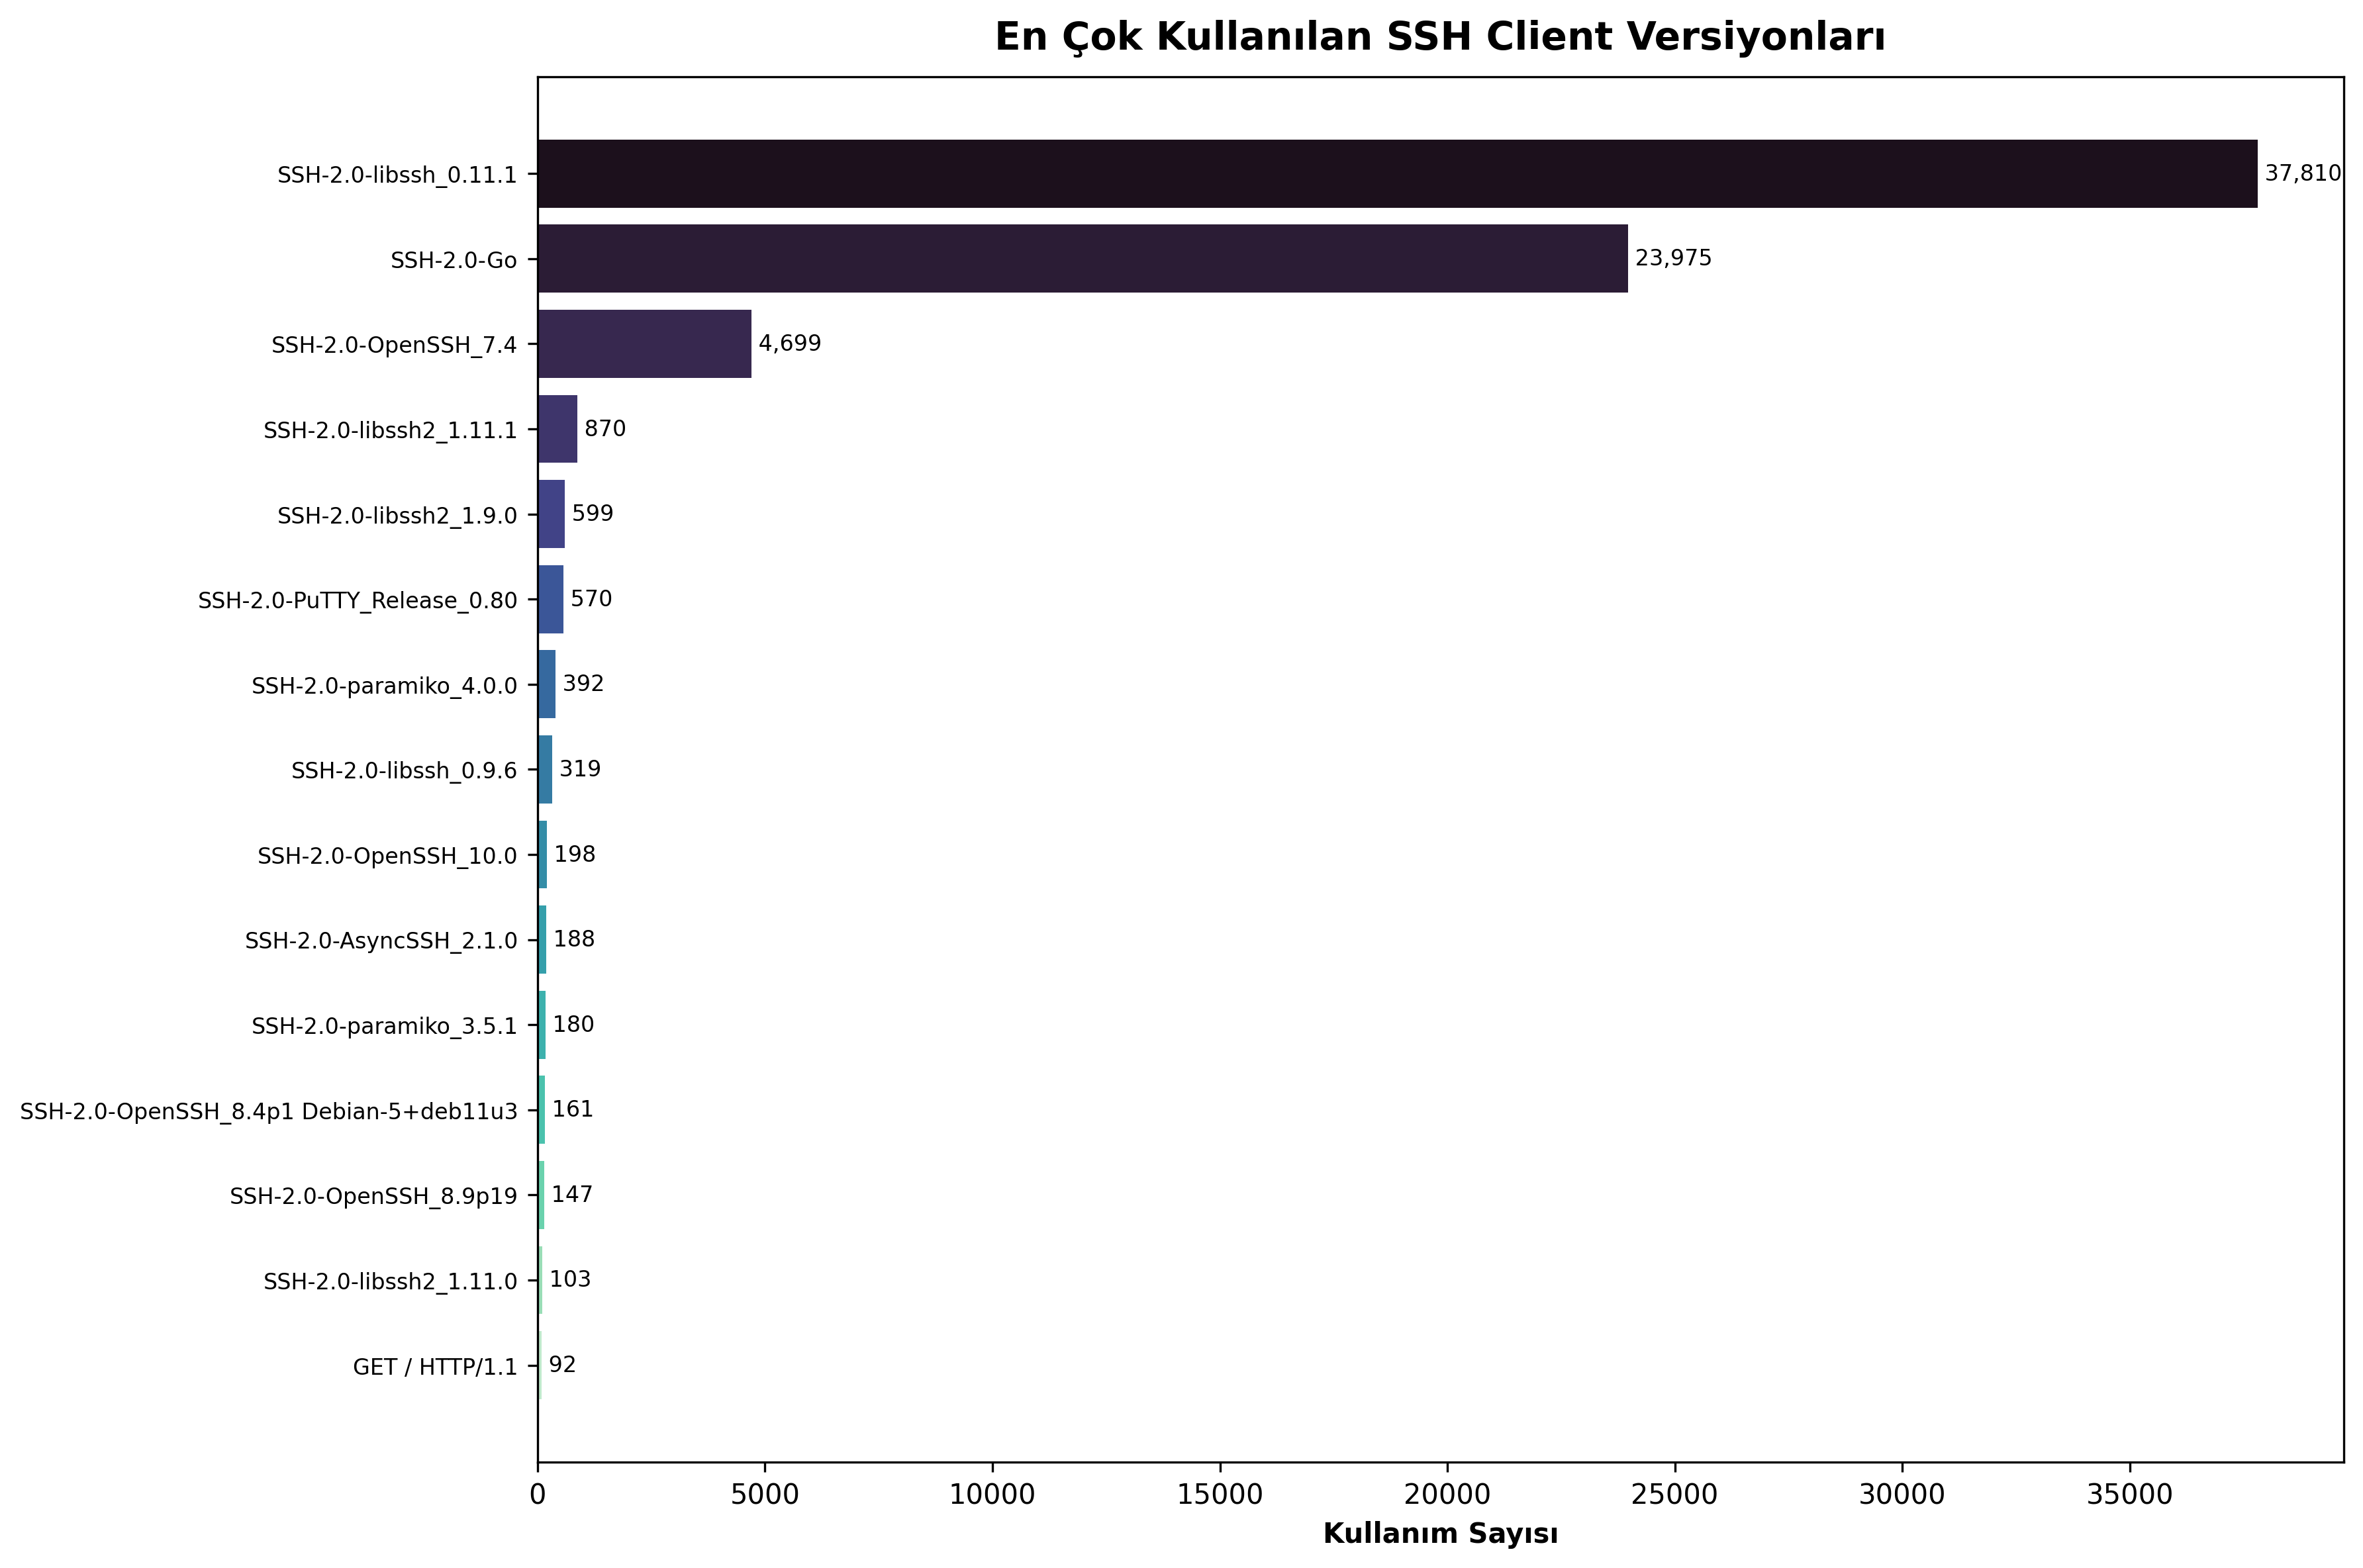 En Çok Kullanılan SSH Client Versiyonları
SSH-2.0-libssh_0.11.1 37,810
SSH-2.0-Go 23,975
SSH-2.0-OpenSSH_7.4 4,699
SSH-2.0-libssh2_1.11.1 870
SSH-2.0-libssh2_1.9.0 599
SSH-2.0-PuTTY_Release_0.80 570
SSH-2.0-paramiko_4.0.0 392
SSH-2.0-libssh_0.9.6 319
SSH-2.0-OpenSSH_10.0 198
SSH-2.0-AsyncSSH_2.1.0 188
SSH-2.0-paramiko_3.5.1 180
SSH-2.0-OpenSSH_8.4p1 Debian-5+deb11u3 161
SSH-2.0-OpenSSH_8.9p19 147
SSH-2.0-libssh2_1.11.0 103
GET / HTTP/1.1 92
0 5000 10000 15000 20000 25000 30000 35000
Kullanım Sayısı